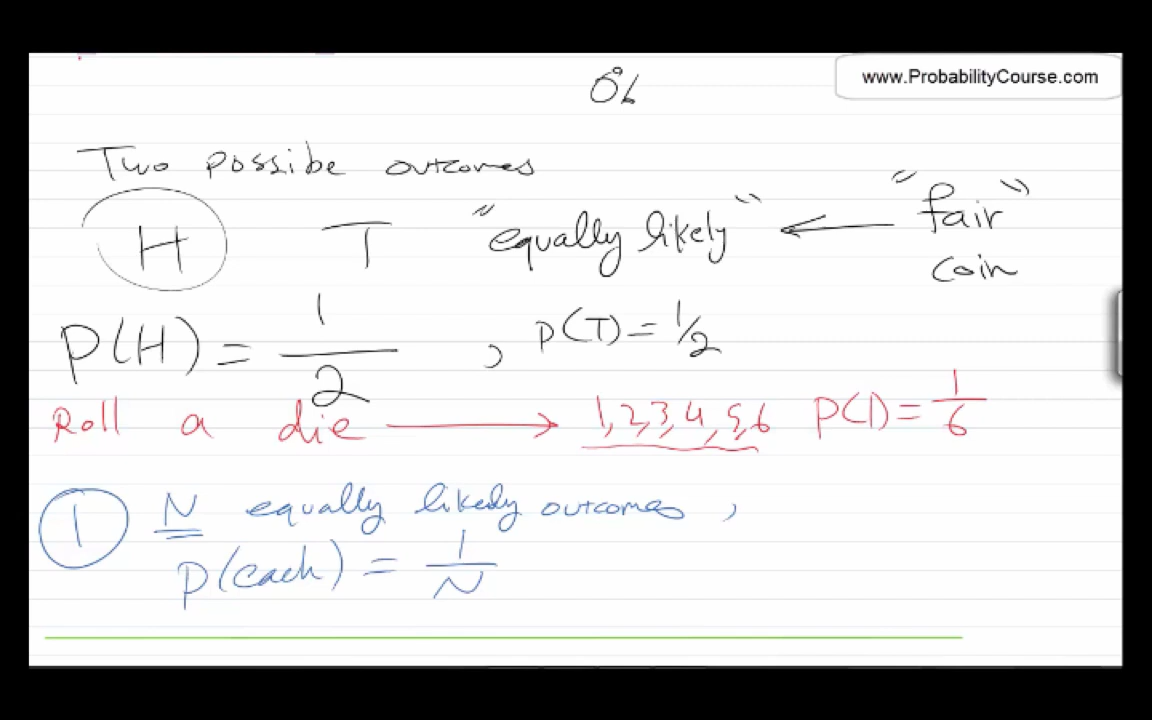 www.ProbabilityCourse.com
Two possibe outcomes
H T "equally likely" ← "fair"
coin
P(H) = 1/2 , P(T) = 1/2
Roll a die → 1,2,3,4,5,6 P(1) = 1/6
1 N equally likely outcomes ,
P(each) = 1/N